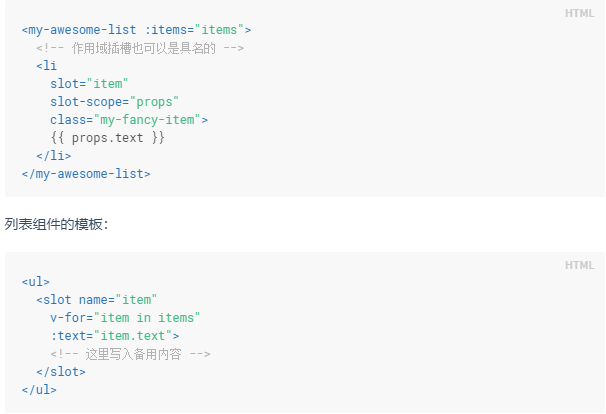 HTML
<my-awesome-list :items="items">
  <!-- 作用域插槽也可以是具名的 -->
  <li
    slot="item"
    slot-scope="props"
    class="my-fancy-item">
    {{ props.text }}
  </li>
</my-awesome-list>
列表组件的模板：
HTML
<ul>
  <slot name="item"
    v-for="item in items"
    :text="item.text">
    <!-- 这里写入备用内容 -->
  </slot>
</ul>